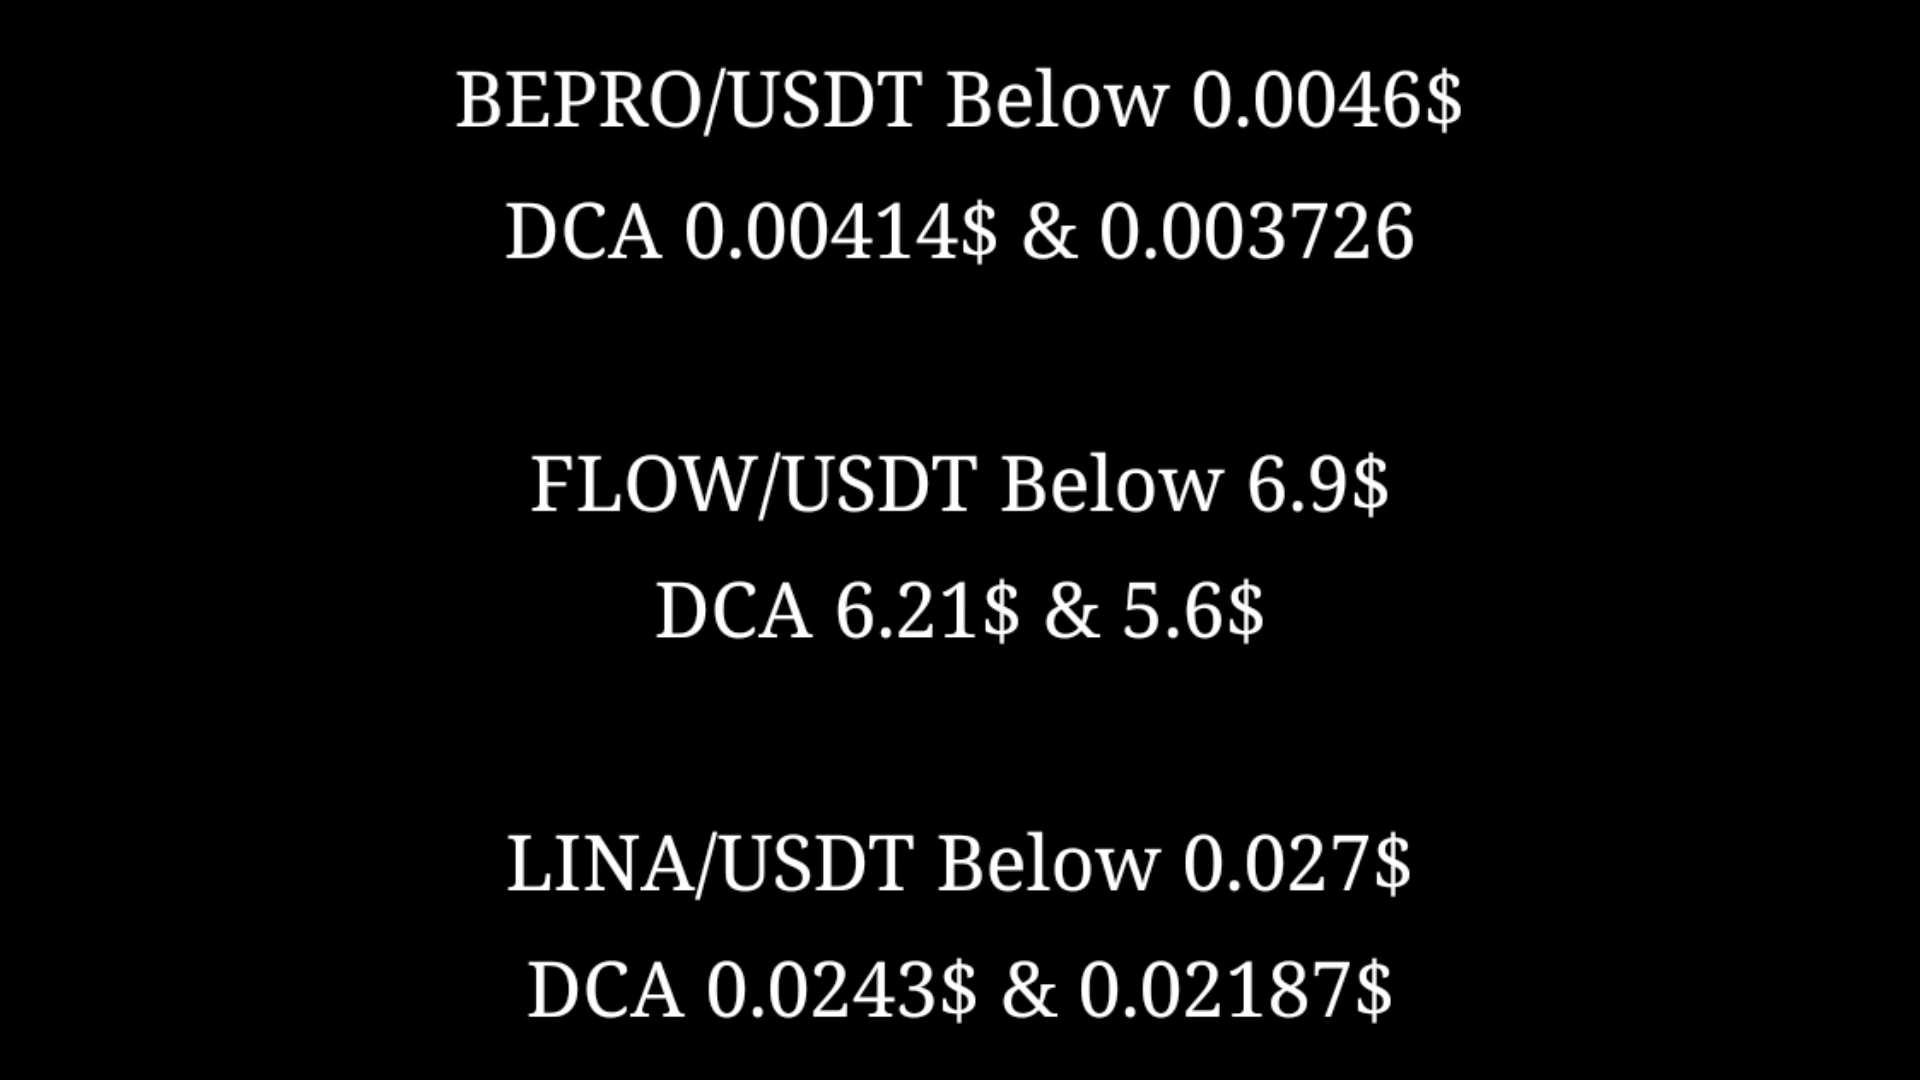 BEPRO/USDT Below 0.0046$
DCA 0.00414$ & 0.003726
FLOW/USDT Below 6.9$
DCA 6.21$ & 5.6$
LINA/USDT Below 0.027$
DCA 0.0243$ & 0.02187$